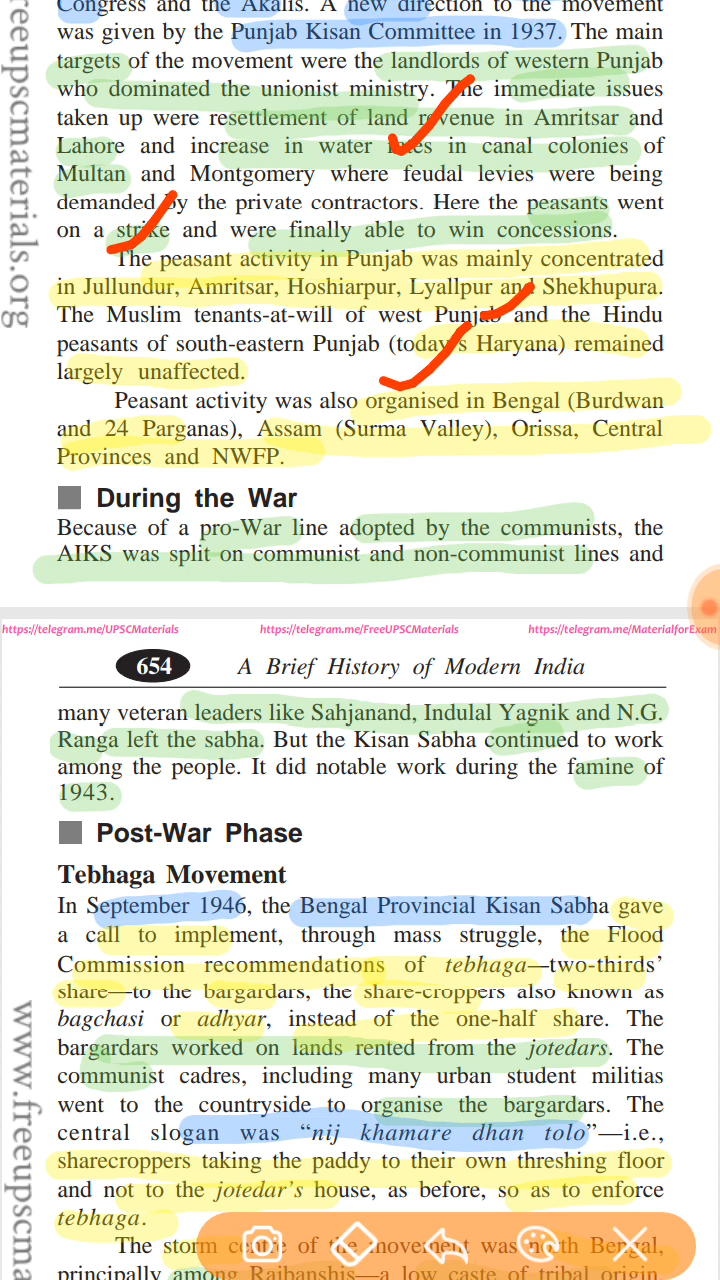 Congress and the Akalis. A new direction to the movement
was given by the Punjab Kisan Committee in 1937. The main
targets of the movement were the landlords of western Punjab
who dominated the unionist ministry. The immediate issues
taken up were resettlement of land revenue in Amritsar and
Lahore and increase in water rates in canal colonies of
Multan and Montgomery where feudal levies were being
demanded by the private contractors. Here the peasants went
on a strike and were finally able to win concessions.
The peasant activity in Punjab was mainly concentrated
in Jullundur, Amritsar, Hoshiarpur, Lyallpur and Shekhupura.
The Muslim tenants-at-will of west Punjab and the Hindu
peasants of south-eastern Punjab (today's Haryana) remained
largely unaffected.
Peasant activity was also organised in Bengal (Burdwan
and 24 Parganas), Assam (Surma Valley), Orissa, Central
Provinces and NWFP.
During the War
Because of a pro-War line adopted by the communists, the
AIKS was split on communist and non-communist lines and
reeupscmaterials.org
https://telegram.me/UPSCMaterials https://telegram.me/FreeUPSCMaterials https://telegram.me/MaterialforExam
654 A Brief History of Modern India
many veteran leaders like Sahjanand, Indulal Yagnik and N.G.
Ranga left the sabha. But the Kisan Sabha continued to work
among the people. It did notable work during the famine of
1943.
Post-War Phase
Tebhaga Movement
In September 1946, the Bengal Provincial Kisan Sabha gave
a call to implement, through mass struggle, the Flood
Commission recommendations of tebhaga—two-thirds'
share—to the bargardars, the share-croppers also known as
bagchasi or adhyar, instead of the one-half share. The
bargardars worked on lands rented from the jotedars. The
communist cadres, including many urban student militias
went to the countryside to organise the bargardars. The
central slogan was “nij khamare dhan tolo”—i.e.,
sharecroppers taking the paddy to their own threshing floor
and not to the jotedar's house, as before, so as to enforce
tebhaga.
The storm centre of the movement was north Bengal,
principally among Rajbanshis—a low caste of tribal origin.
www.freeupscma